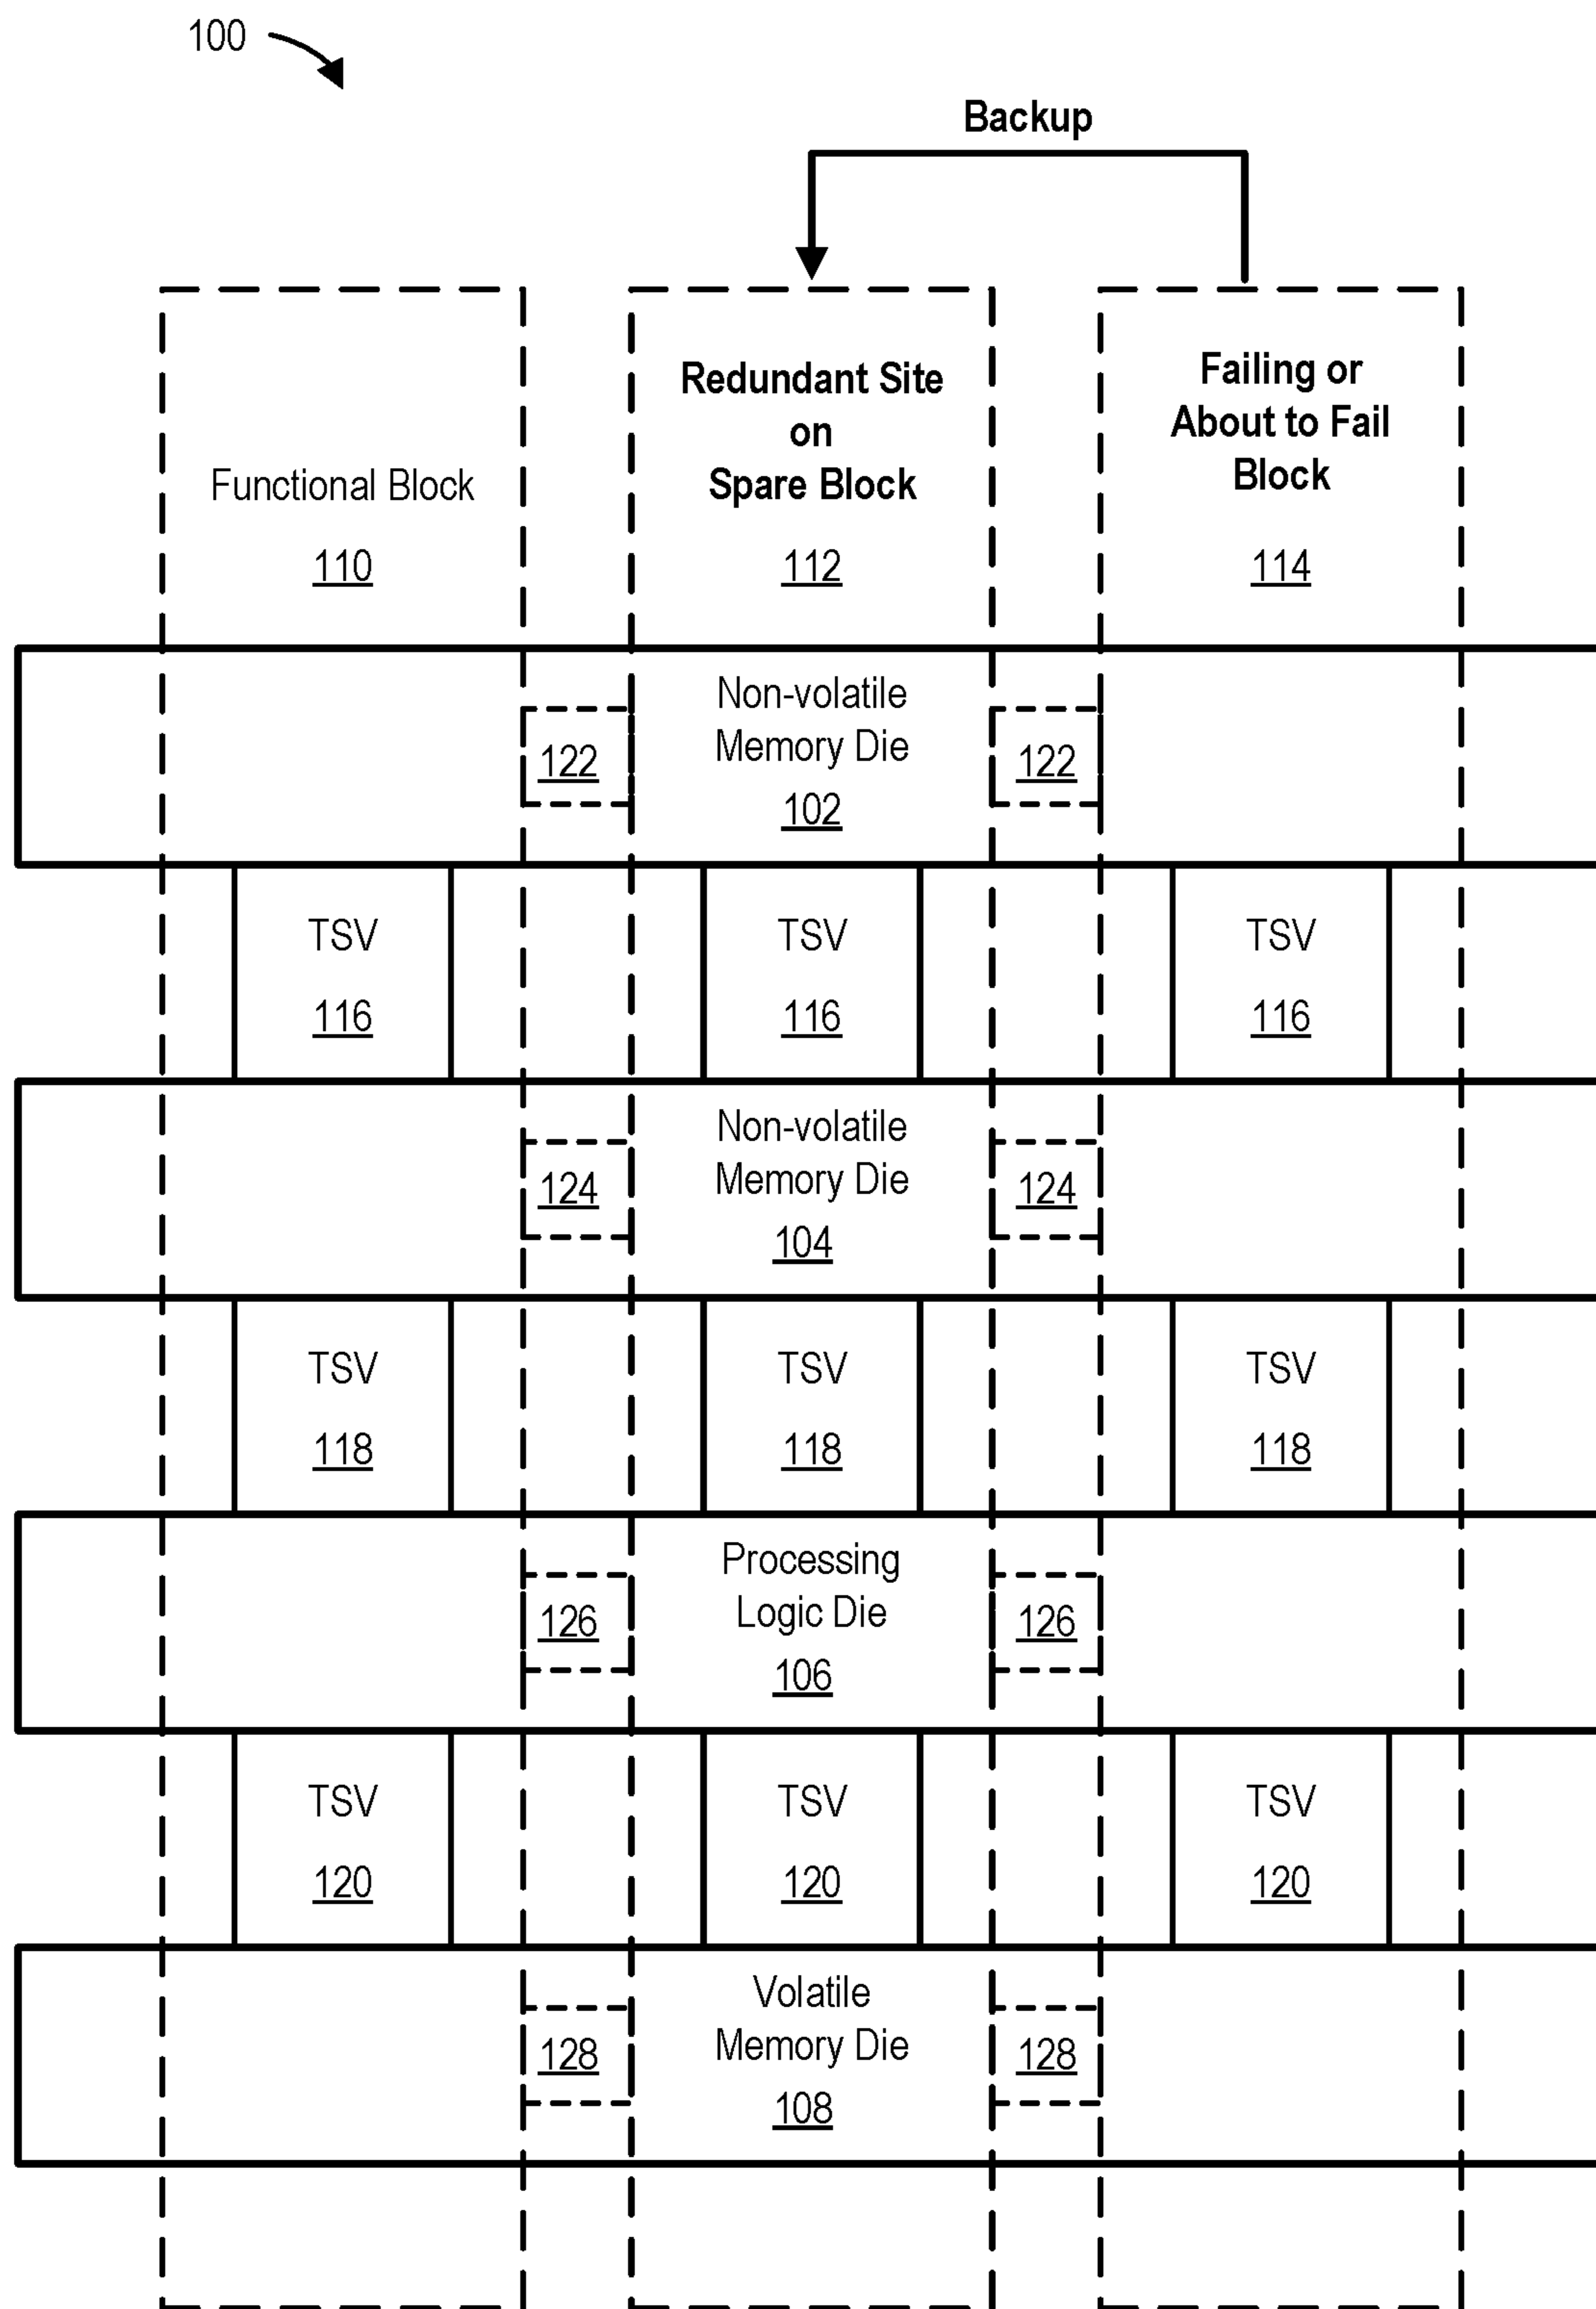 100
Backup
Functional Block
110
Redundant Site
on
Spare Block
112
Failing or
About to Fail
Block
114
Non-volatile
Memory Die
102
122
122
TSV
116
TSV
116
TSV
116
Non-volatile
Memory Die
104
124
124
TSV
118
TSV
118
TSV
118
Processing
Logic Die
106
126
126
TSV
120
TSV
120
TSV
120
Volatile
Memory Die
108
128
128